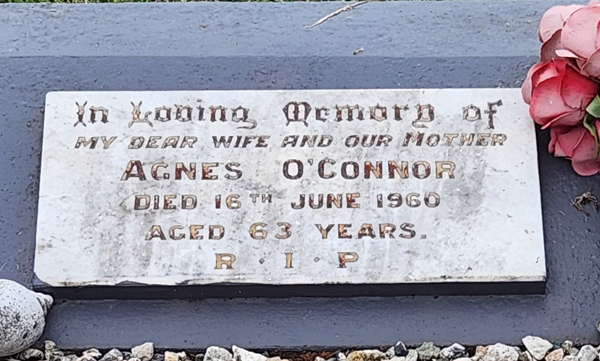 In Loving Memory of
MY DEAR WIFE AND OUR MOTHER
AGNES O'CONNOR
DIED 16TH JUNE 1960
AGED 63 YEARS.
R · I · P